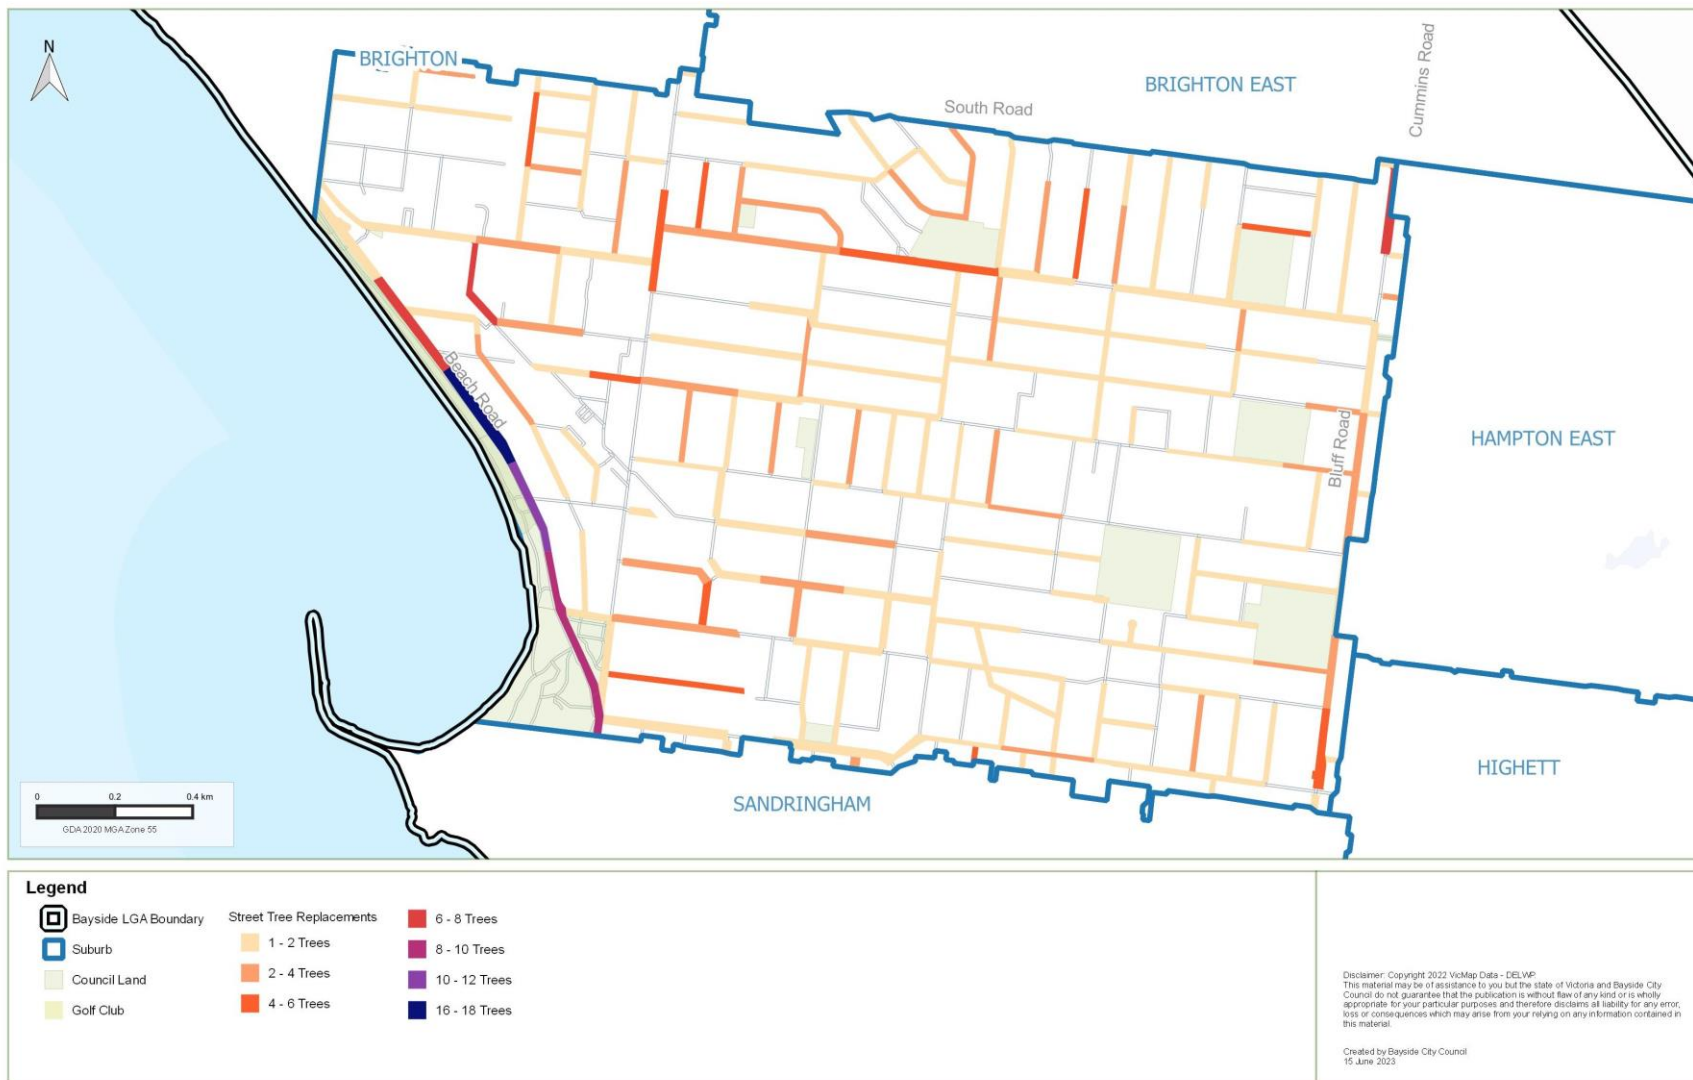 N
BRIGHTON
BRIGHTON EAST
Cummins Road
South Road
Beach Road
Bluff Road
HAMPTON EAST
HIGHETT
SANDRINGHAM
0 0.2 0.4 km
GDA 2020 MGA Zone 55
Legend
Bayside LGA Boundary
Suburb
Council Land
Golf Club
Street Tree Replacements
1 - 2 Trees
2 - 4 Trees
4 - 6 Trees
6 - 8 Trees
8 - 10 Trees
10 - 12 Trees
16 - 18 Trees
Disclaimer: Copyright 2022 VicMap Data - DELWP.
This material may be of assistance to you but the state of Victoria and Bayside City
Council do not guarantee that the publication is without flaw of any kind or is wholly
appropriate for your particular purposes and therefore disclaims all liability for any error,
loss or consequences which may arise from your relying on any information contained in
this material.
Created by Bayside City Council
15 June 2023